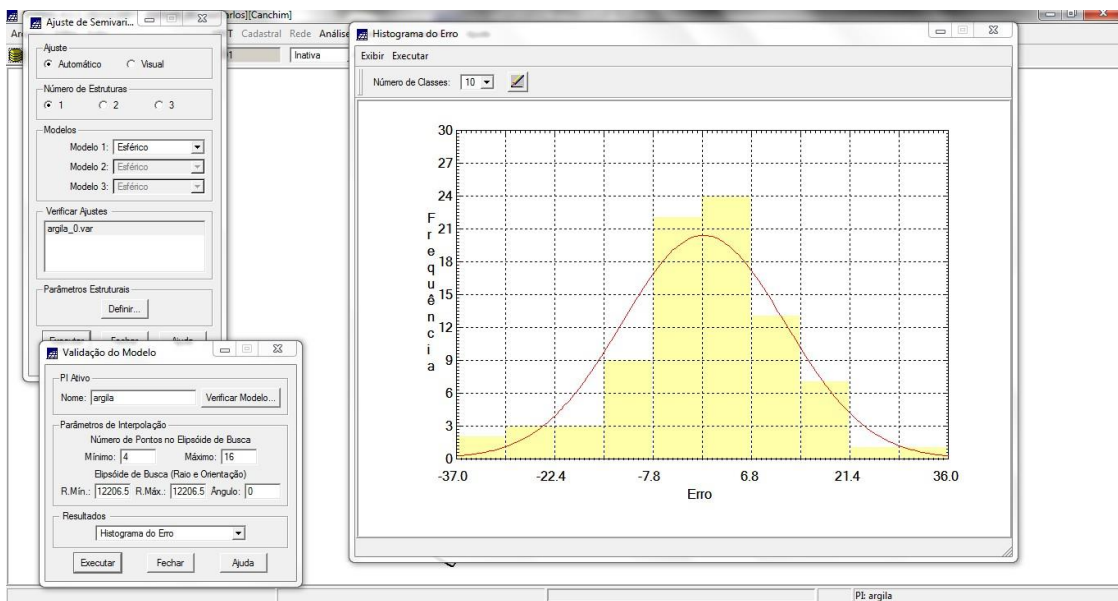 arlos][Canchim]
Cadastral Rede Análise
Inativa
Ajuste de Semivari...
Ajuste
Automático Visual
Número de Estruturas
1 2 3
Modelos
Modelo 1: Esférico
Modelo 2: Esférico
Modelo 3: Esférico
Verificar Ajustes
argila_0.var
Parâmetros Estruturais
Definir...
Executar Fechar Ajuda
Validação do Modelo
PI Ativo
Nome: argila Verificar Modelo...
Parâmetros de Interpolação
Número de Pontos no Elipsóide de Busca
Mínimo: 4 Máximo: 16
Elipsóide de Busca (Raio e Orientação)
R.Mín.: 12206.5 R.Máx.: 12206.5 Ângulo: 0
Resultados
Histograma do Erro
Executar Fechar Ajuda
Histograma do Erro
Exibir Executar
Número de Classes: 10
30
27
24
21
18
15
12
9
6
3
0
Frequência
-37.0 -22.4 -7.8 6.8 21.4 36.0
Erro
PI: argila